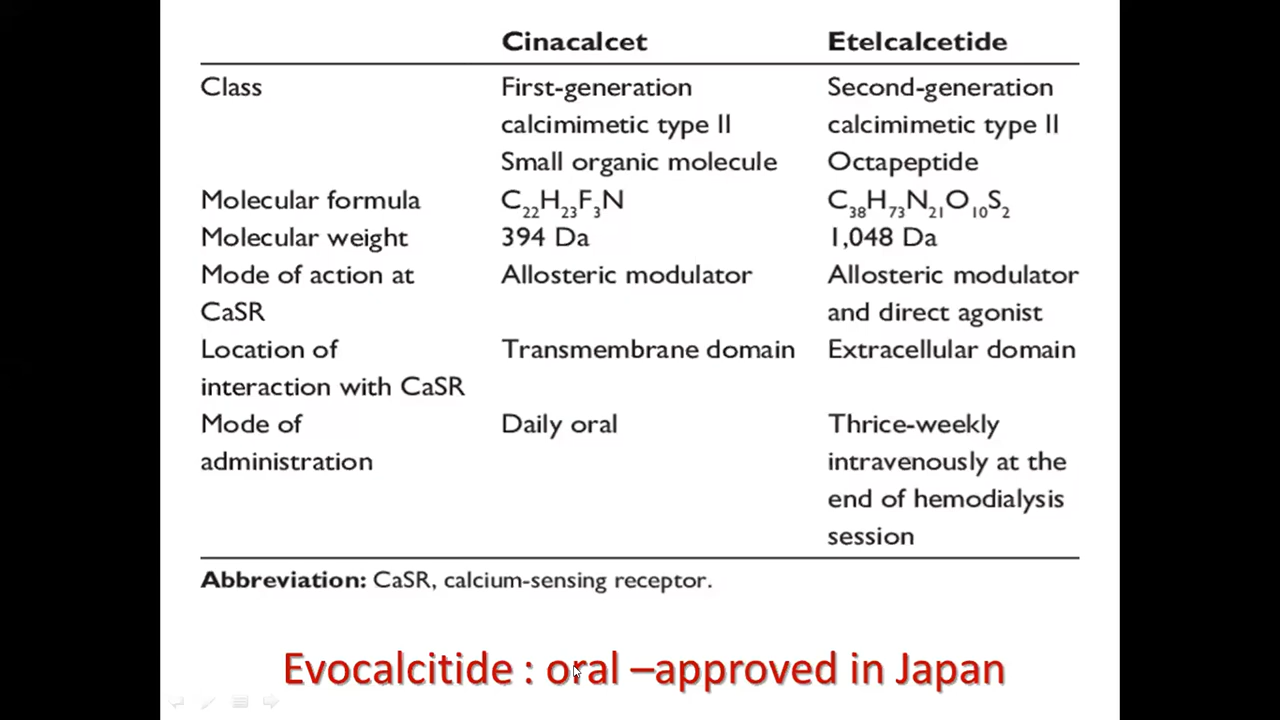 Cinacalcet Etelcalcetide
Class First-generation Second-generation
calcimimetic type II calcimimetic type II
Small organic molecule Octapeptide
Molecular formula C22H23F3N C38H73N21O10S2
Molecular weight 394 Da 1,048 Da
Mode of action at Allosteric modulator Allosteric modulator
CaSR and direct agonist
Location of Transmembrane domain Extracellular domain
interaction with CaSR
Mode of Daily oral Thrice-weekly
administration intravenously at the
end of hemodialysis
session
Abbreviation: CaSR, calcium-sensing receptor.
Evocalcitide : oral –approved in Japan